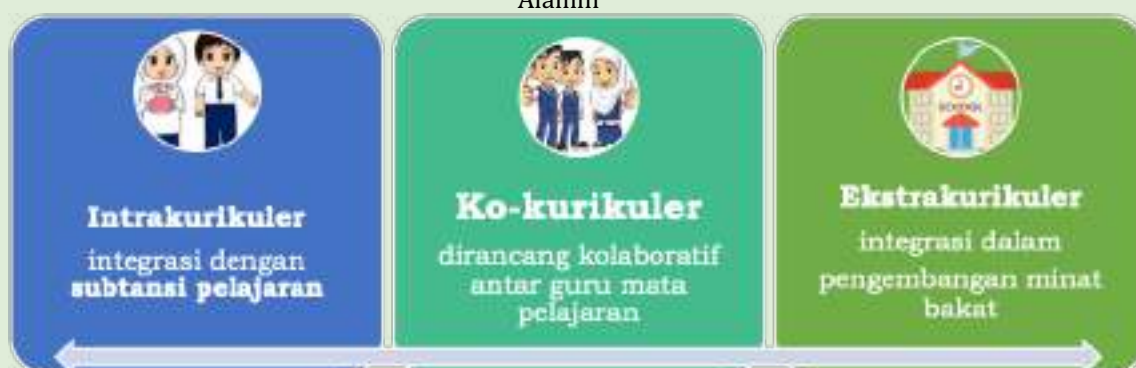 Intrakurikuler
integrasi dengan
subtansi pelajaran
Ko-kurikuler
dirancang kolaboratif
antar guru mata
pelajaran
SCHOOL
Ekstrakurikuler
integrasi dalam
pengembangan minat
bakat